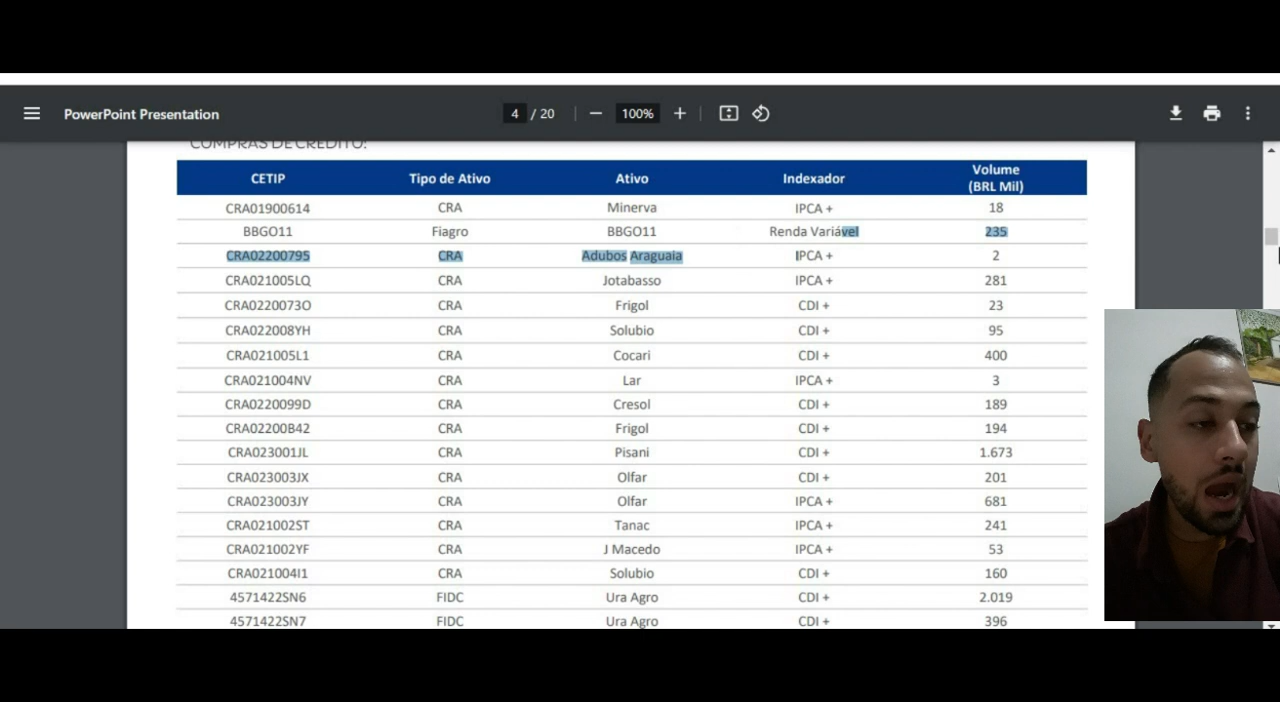 PowerPoint Presentation 4 / 20 100%
COMPRAS DE CRÉDITO:
CETIP Tipo de Ativo Ativo Indexador Volume (BRL Mil)
CRA01900614 CRA Minerva IPCA + 18
BBGO11 Fiagro BBGO11 Renda Variável 235
CRA02200795 CRA Adubos Araguaia IPCA + 2
CRA021005LQ CRA Jotabasso IPCA + 281
CRA0220073O CRA Frigol CDI + 23
CRA022008YH CRA Solubio CDI + 95
CRA021005L1 CRA Cocari CDI + 400
CRA021004NV CRA Lar IPCA + 3
CRA0220099D CRA Cresol CDI + 189
CRA02200B42 CRA Frigol CDI + 194
CRA023001JL CRA Pisani CDI + 1.673
CRA023003JX CRA Olfar CDI + 201
CRA023003JY CRA Olfar IPCA + 681
CRA021002ST CRA Tanac IPCA + 241
CRA021002YF CRA J Macedo IPCA + 53
CRA021004I1 CRA Solubio CDI + 160
4571422SN6 FIDC Ura Agro CDI + 2.019
4571422SN7 FIDC Ura Agro CDI + 396